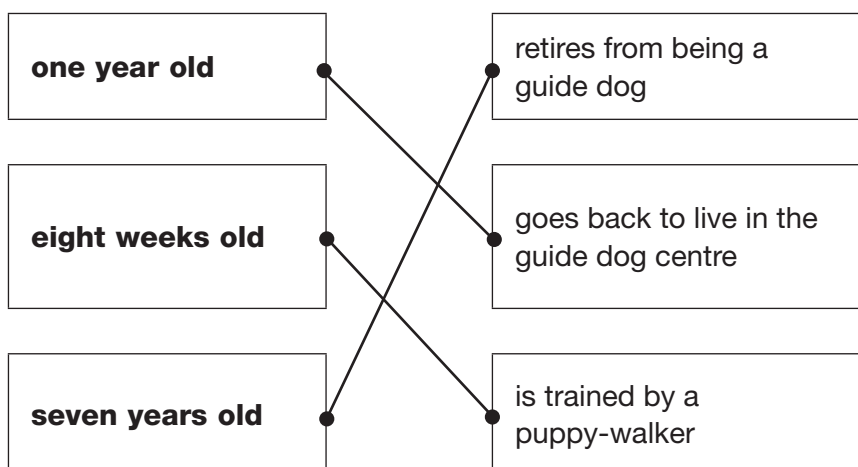 one year old
retires from being a
guide dog
eight weeks old
goes back to live in the
guide dog centre
seven years old
is trained by a
puppy-walker